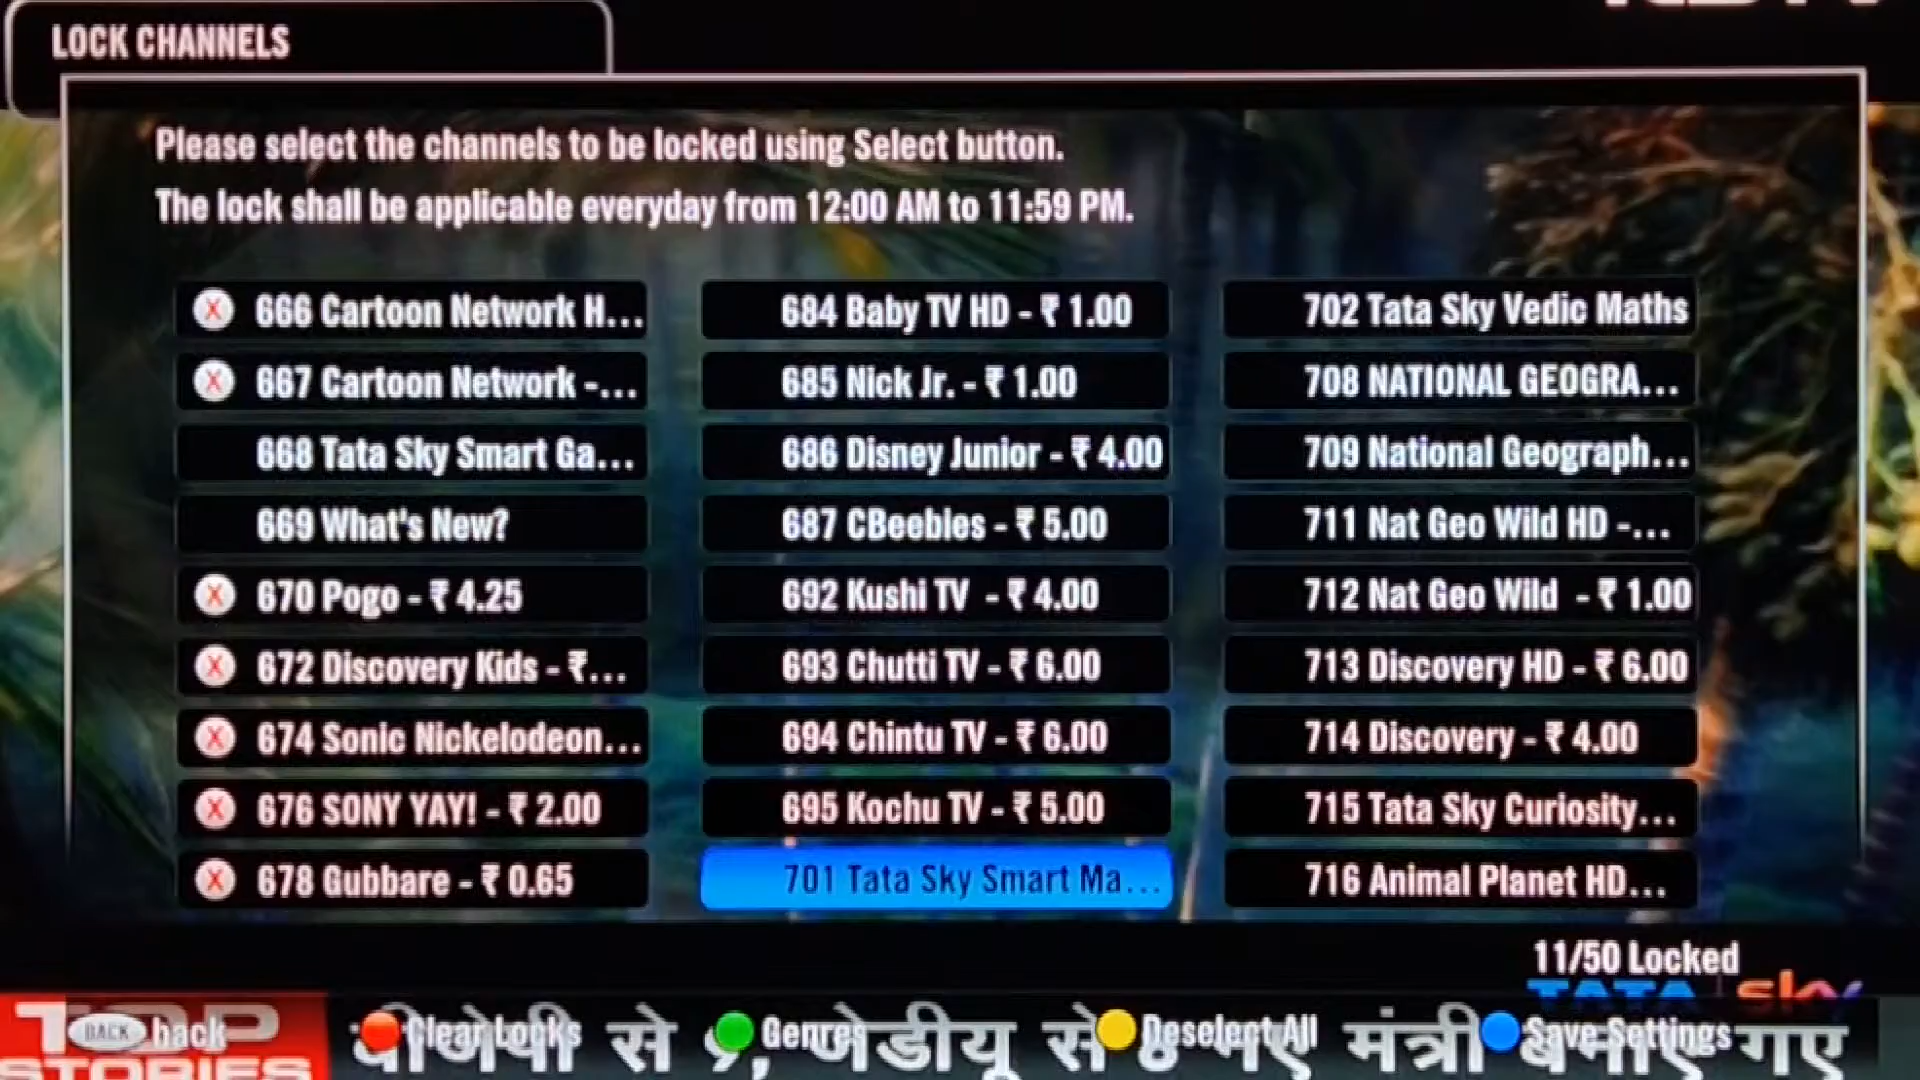 LOCK CHANNELS
Please select the channels to be locked using Select button.
The lock shall be applicable everyday from 12:00 AM to 11:59 PM.
X 666 Cartoon Network H...
X 667 Cartoon Network -...
668 Tata Sky Smart Ga...
669 What's New?
X 670 Pogo - ₹ 4.25
X 672 Discovery Kids - ₹...
X 674 Sonic Nickelodeon...
X 676 SONY YAY! - ₹ 2.00
X 678 Gubbare - ₹ 0.65
684 Baby TV HD - ₹ 1.00
685 Nick Jr. - ₹ 1.00
686 Disney Junior - ₹ 4.00
687 CBeebies - ₹ 5.00
692 Kushi TV - ₹ 4.00
693 Chutti TV - ₹ 6.00
694 Chintu TV - ₹ 6.00
695 Kochu TV - ₹ 5.00
701 Tata Sky Smart Ma...
702 Tata Sky Vedic Maths
708 NATIONAL GEOGRA...
709 National Geograph...
711 Nat Geo Wild HD -...
712 Nat Geo Wild - ₹ 1.00
713 Discovery HD - ₹ 6.00
714 Discovery - ₹ 4.00
715 Tata Sky Curiosity...
716 Animal Planet HD...
11/50 Locked
TATA sky
BACK back Clear Locks Genres Deselect All Save Settings
TOP
STORIES
बीजेपी से 9, जेडीयू से 8 मंत्री बनाए गए